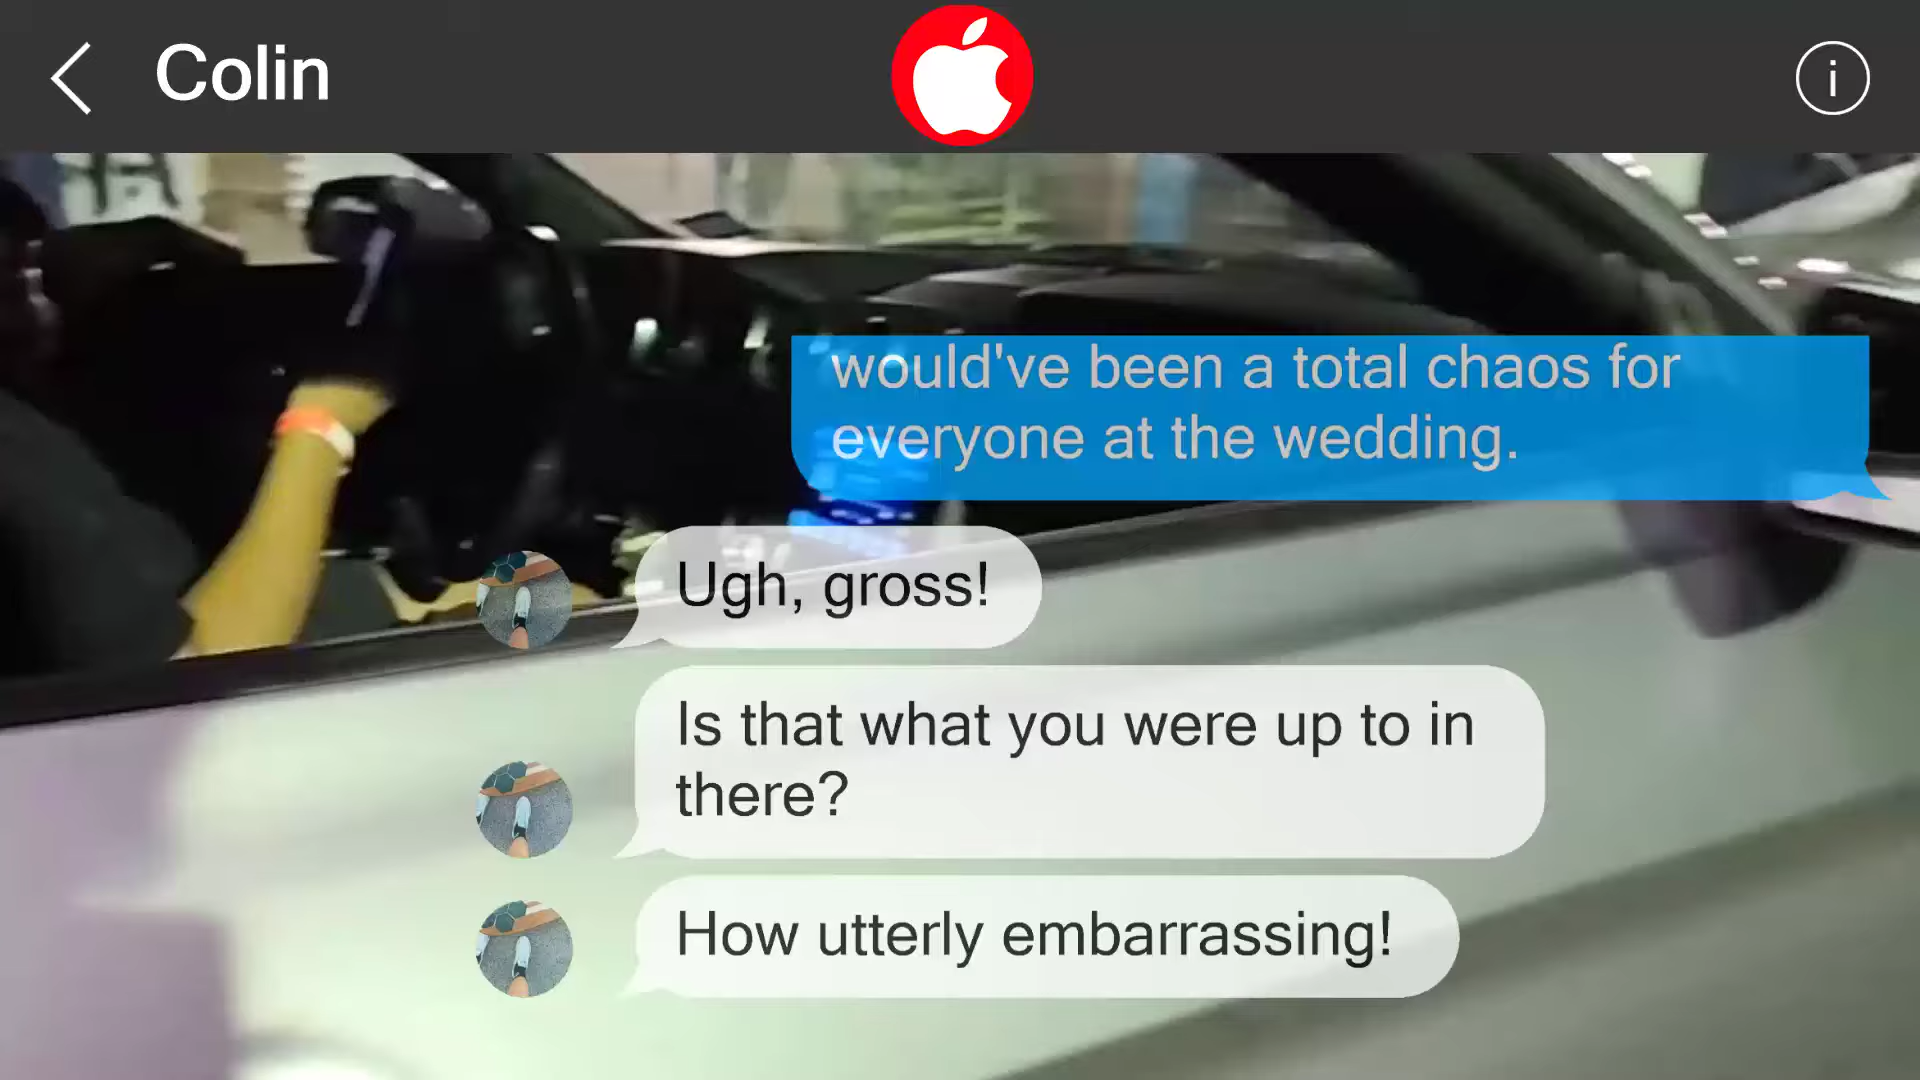 Colin
i
would've been a total chaos for
everyone at the wedding.
Ugh, gross!
Is that what you were up to in
there?
How utterly embarrassing!